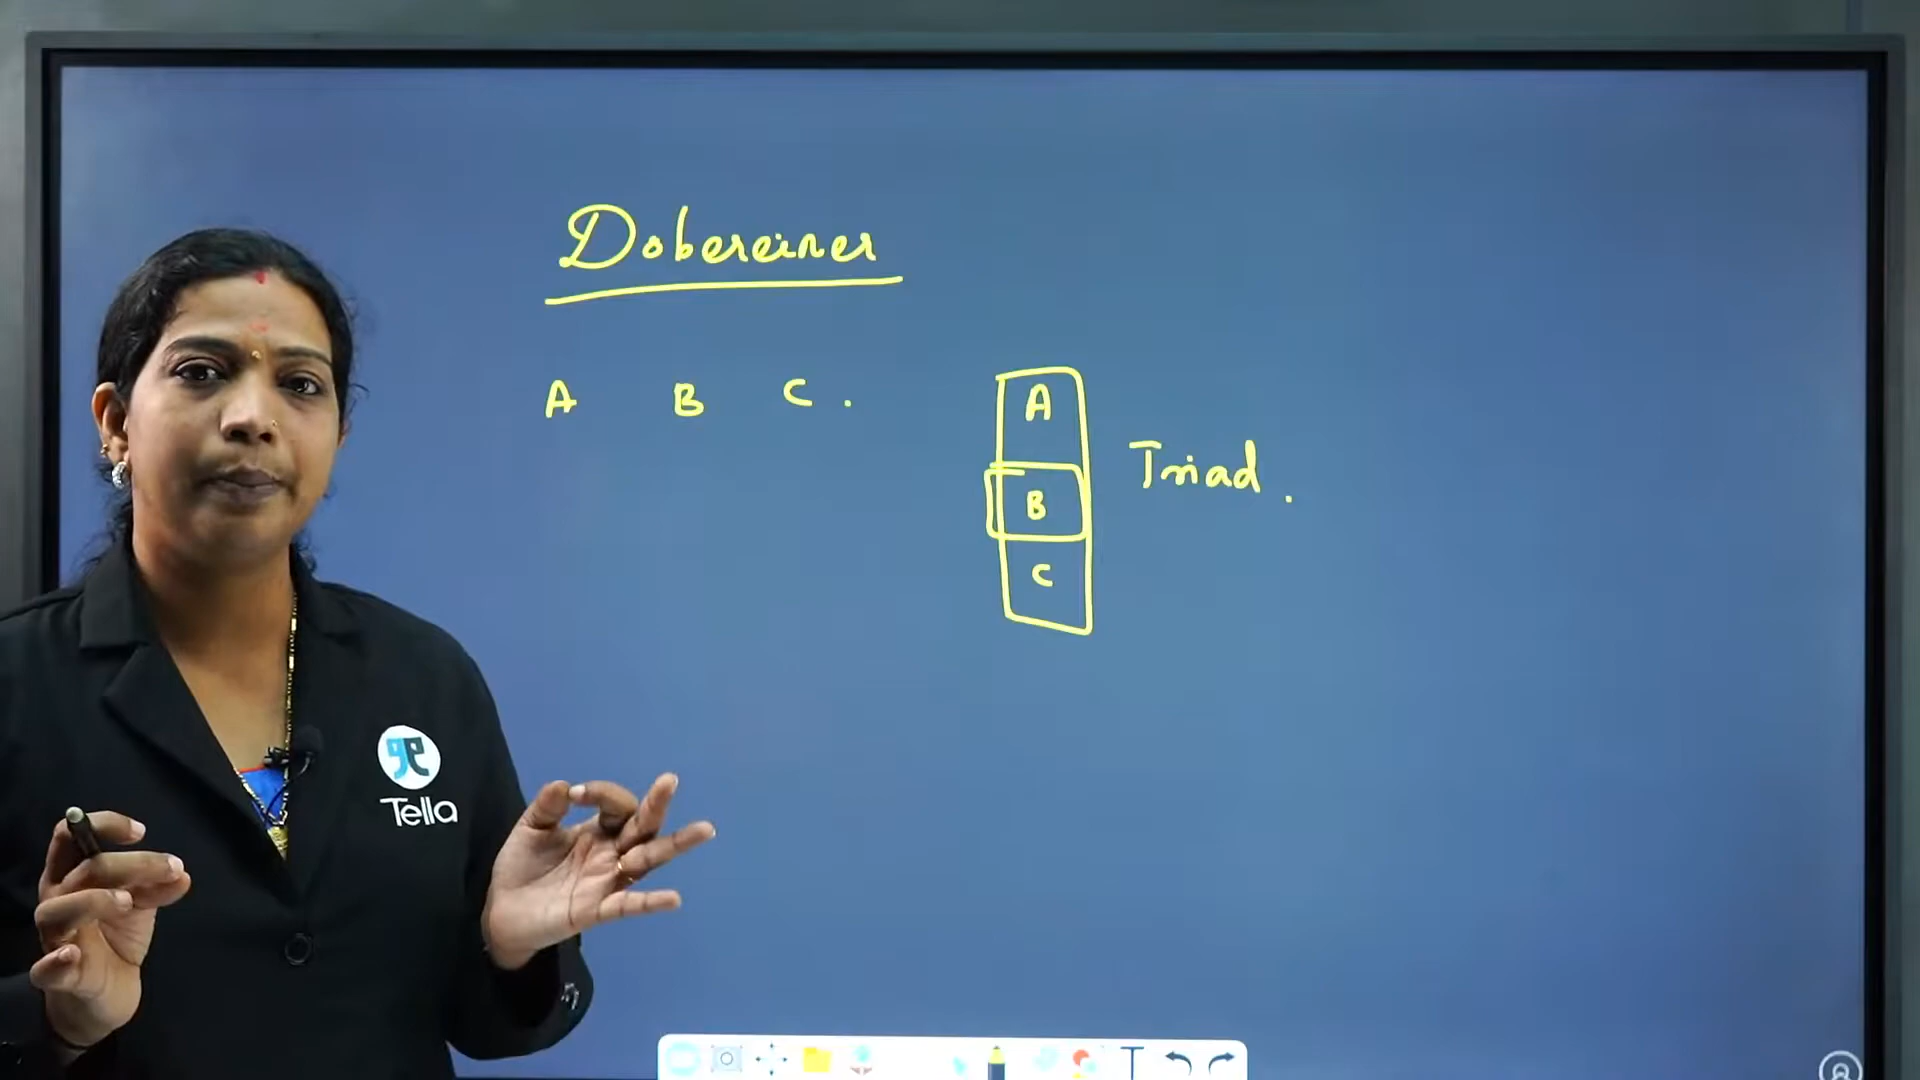 Dobereiner
A B C .
A
B
C
Triad .
Tella